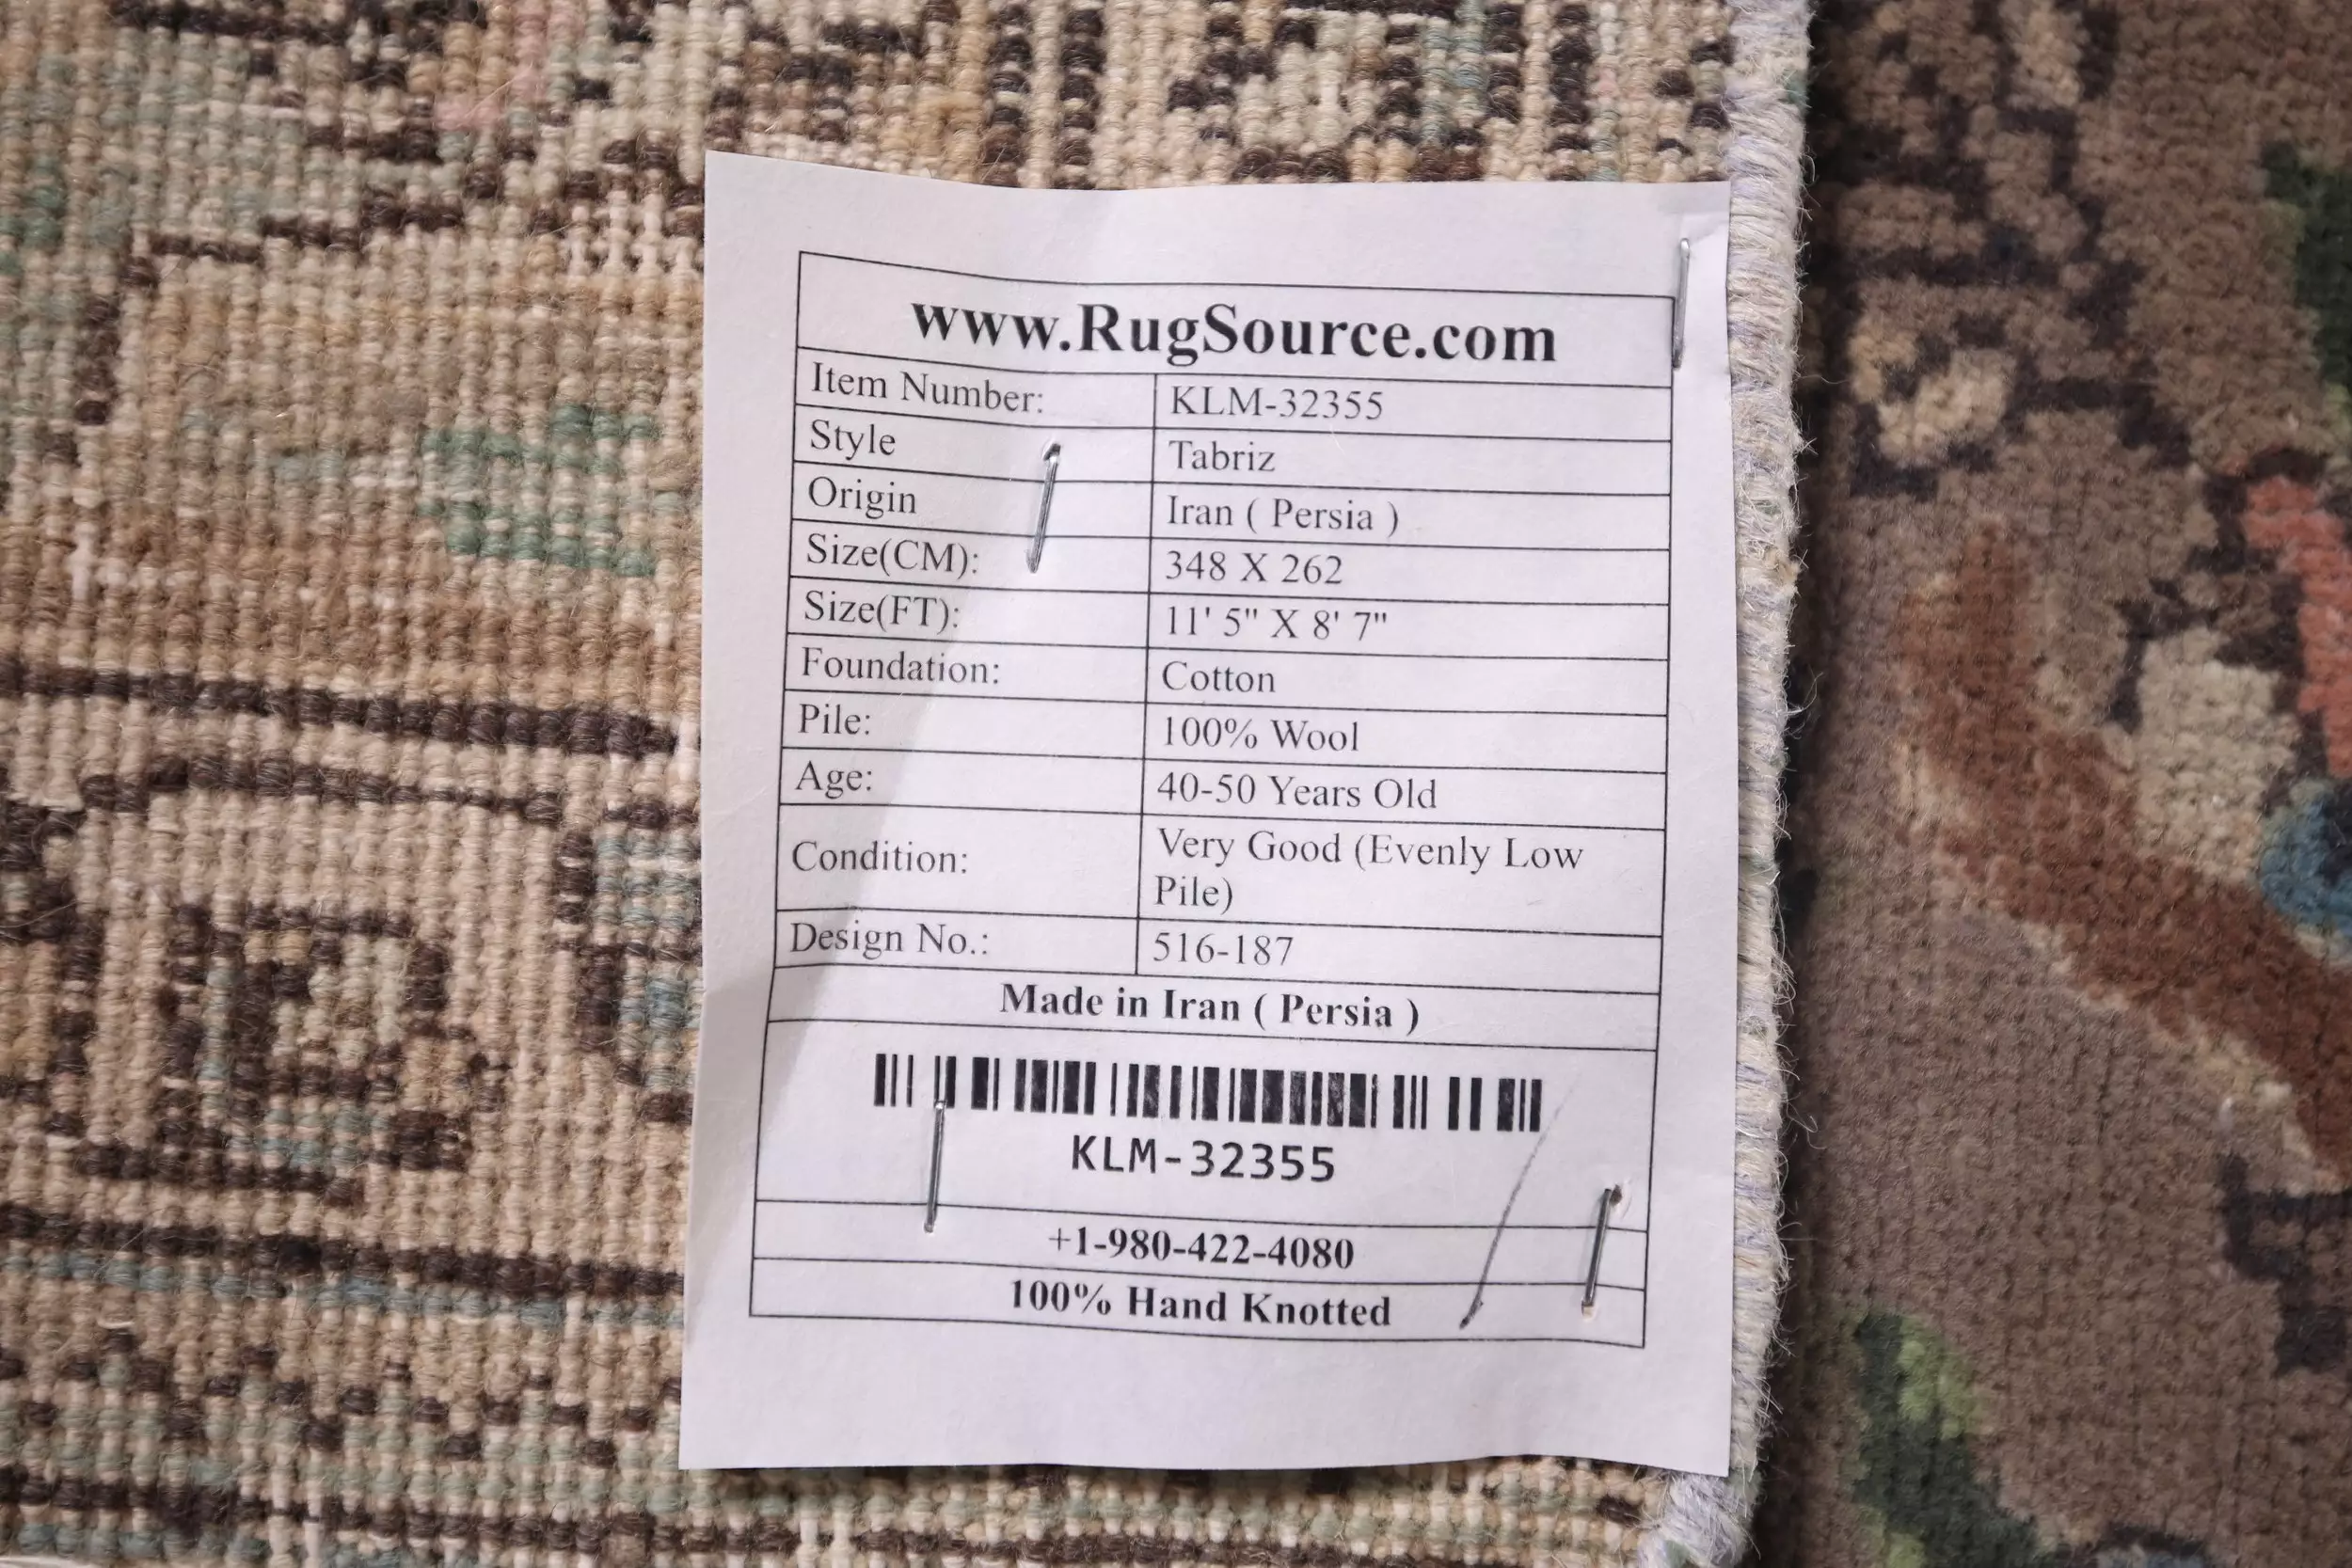 www.RugSource.com
Item Number: KLM-32355
Style Tabriz
Origin Iran ( Persia )
Size(CM): 348 X 262
Size(FT): 11' 5" X 8' 7"
Foundation: Cotton
Pile: 100% Wool
Age: 40-50 Years Old
Condition: Very Good (Evenly Low
Pile)
Design No.: 516-187
Made in Iran ( Persia )
KLM-32355
+1-980-422-4080
100% Hand Knotted